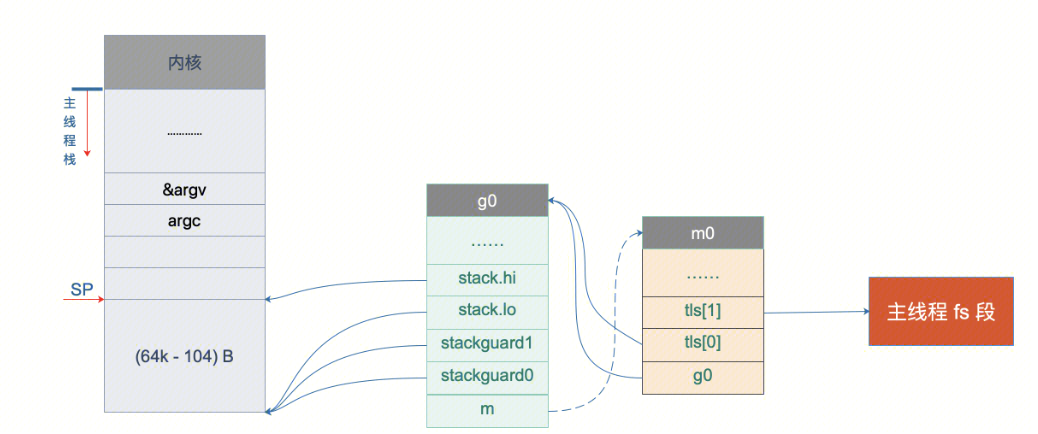 内核
主线程栈
…………
&argv
argc
SP
(64k - 104) B
g0
……
stack.hi
stack.lo
stackguard1
stackguard0
m
m0
……
tls[1]
tls[0]
g0
主线程 fs 段